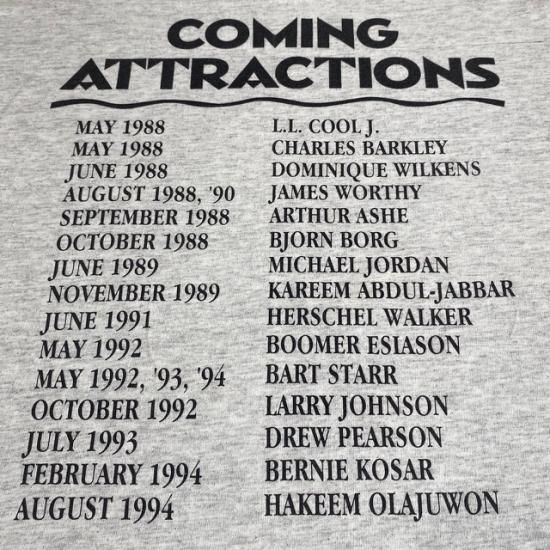 COMING
ATTRACTIONS
MAY 1988 L.L. COOL J.
MAY 1988 CHARLES BARKLEY
JUNE 1988 DOMINIQUE WILKENS
AUGUST 1988, '90 JAMES WORTHY
SEPTEMBER 1988 ARTHUR ASHE
OCTOBER 1988 BJORN BORG
JUNE 1989 MICHAEL JORDAN
NOVEMBER 1989 KAREEM ABDUL-JABBAR
JUNE 1991 HERSCHEL WALKER
MAY 1992 BOOMER ESIASON
MAY 1992, '93, '94 BART STARR
OCTOBER 1992 LARRY JOHNSON
JULY 1993 DREW PEARSON
FEBRUARY 1994 BERNIE KOSAR
AUGUST 1994 HAKEEM OLAJUWON